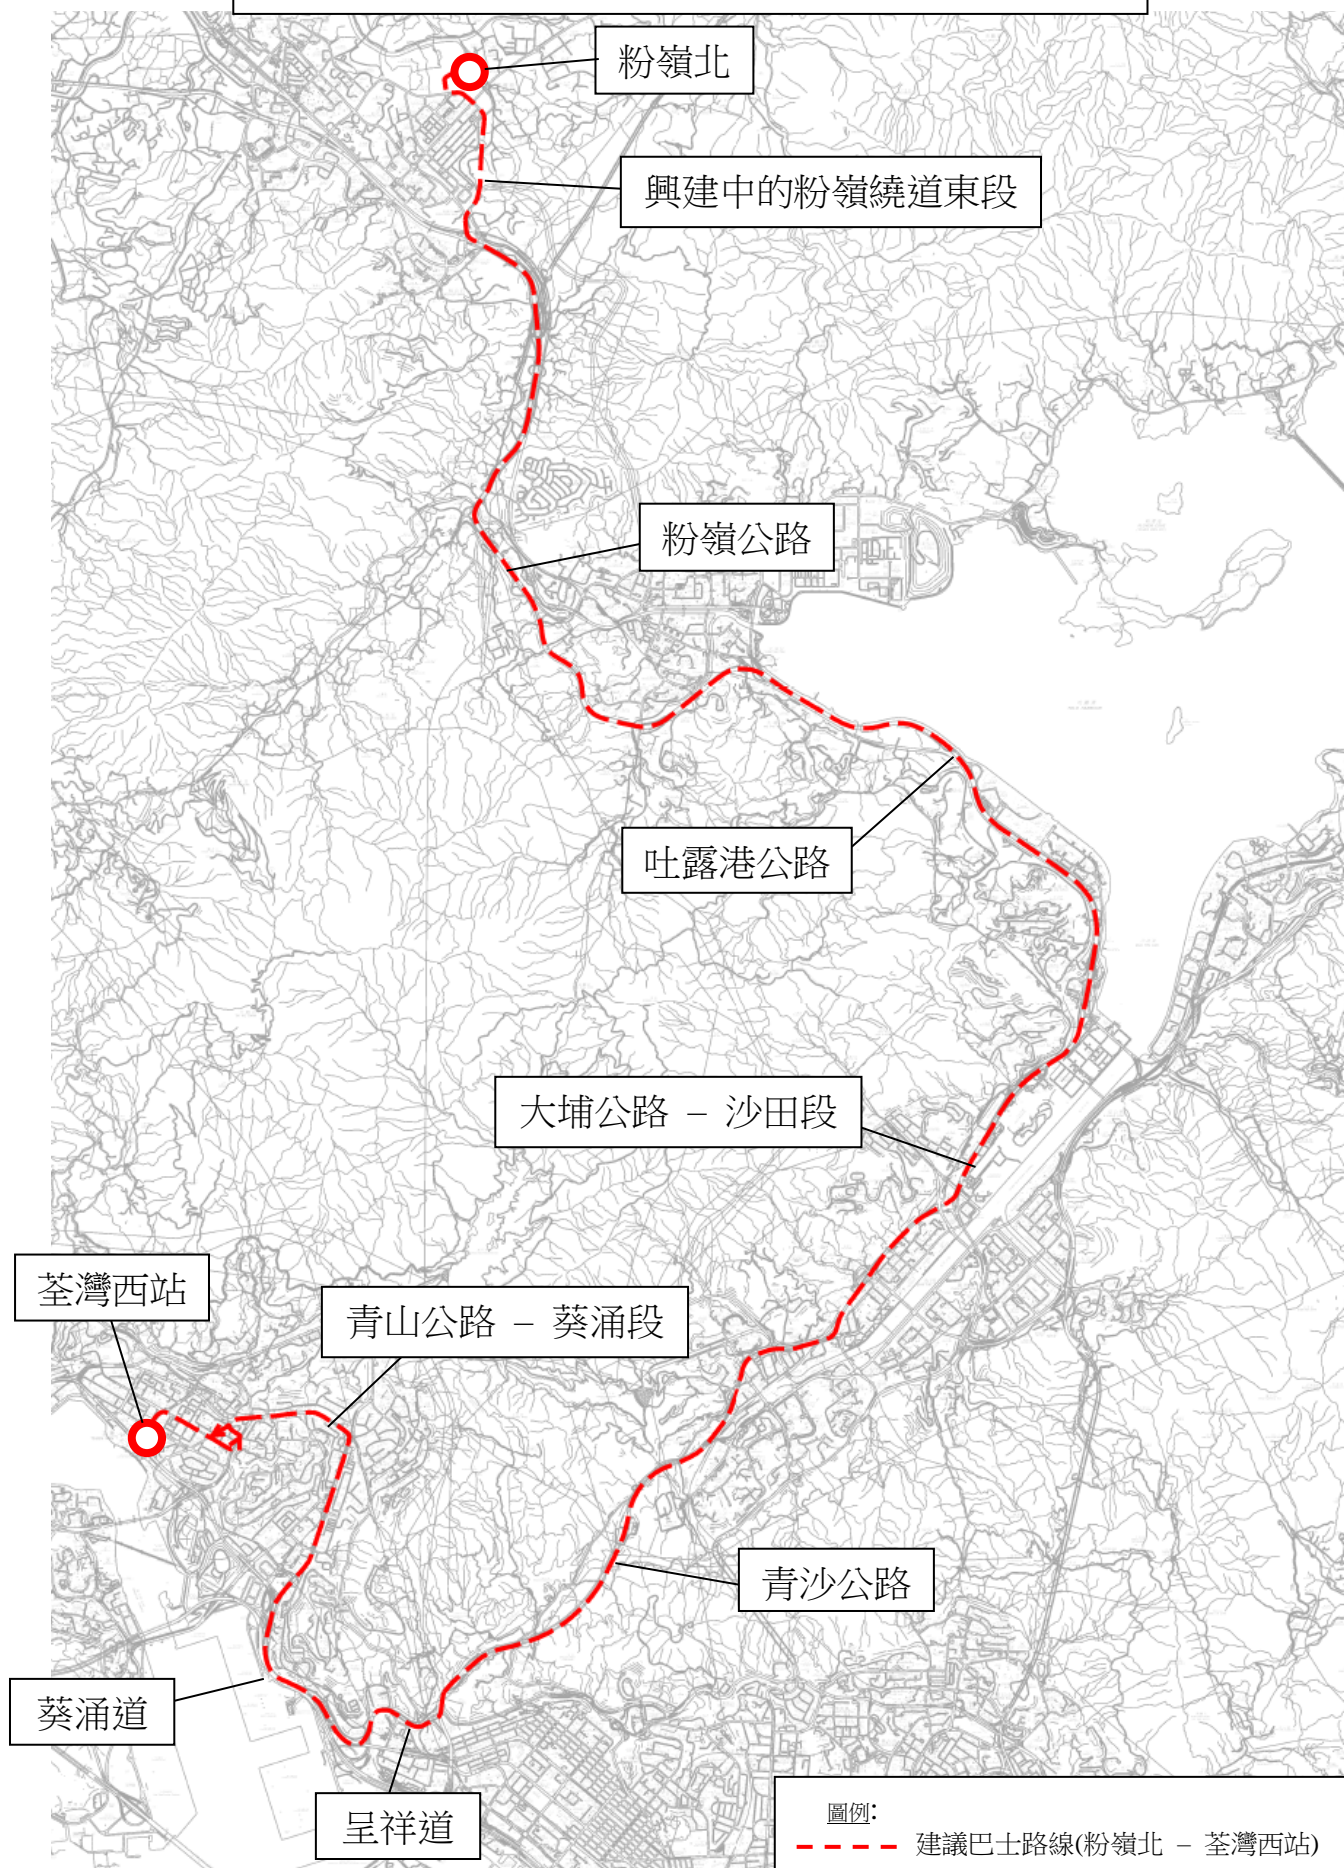 粉嶺北
興建中的粉嶺繞道東段
粉嶺公路
吐露港公路
大埔公路 – 沙田段
荃灣西站
青山公路 – 葵涌段
青沙公路
葵涌道
呈祥道
圖例:
建議巴士路線(粉嶺北 – 荃灣西站)